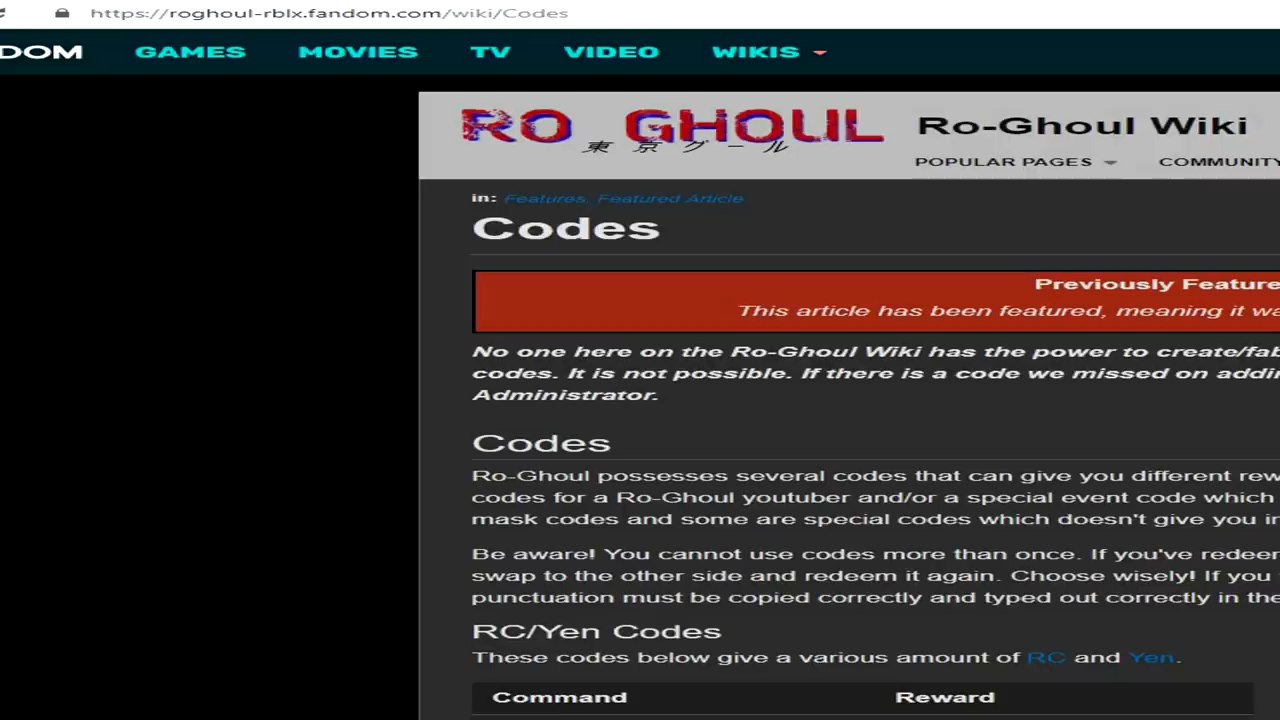 https://roghoul-rblx.fandom.com/wiki/Codes
DOM GAMES MOVIES TV VIDEO WIKIS
RO GHOUL
東京グール
Ro-Ghoul Wiki
POPULAR PAGES COMMUNITY
in: Features, Featured Article
Codes
Previously Feature
This article has been featured, meaning it wa
No one here on the Ro-Ghoul Wiki has the power to create/fab
codes. It is not possible. If there is a code we missed on addin
Administrator.
Codes
Ro-Ghoul possesses several codes that can give you different rew
codes for a Ro-Ghoul youtuber and/or a special event code which
mask codes and some are special codes which doesn't give you in
Be aware! You cannot use codes more than once. If you've redeer
swap to the other side and redeem it again. Choose wisely! If you
punctuation must be copied correctly and typed out correctly in the
RC/Yen Codes
These codes below give a various amount of RC and Yen.
Command Reward